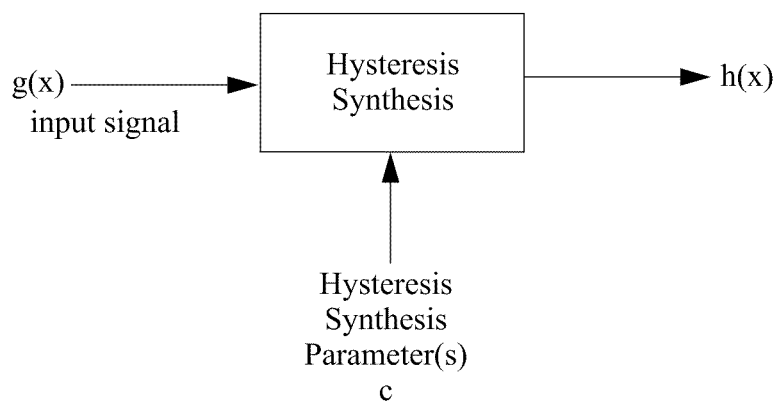 g(x)
input signal
Hysteresis
Synthesis
h(x)
Hysteresis
Synthesis
Parameter(s)
c